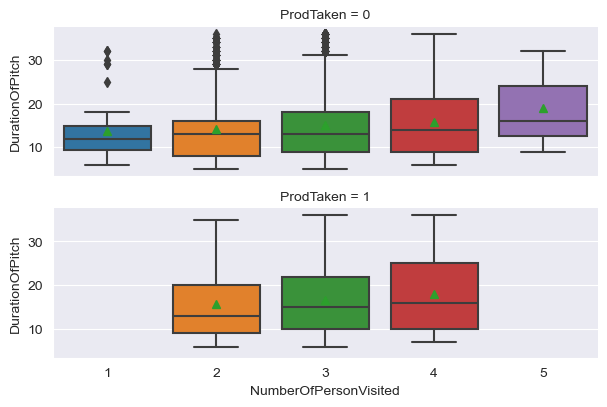 ProdTaken = 0
DurationOfPitch
30
20
10
ProdTaken = 1
DurationOfPitch
30
20
10
1 2 3 4 5
NumberOfPersonVisited